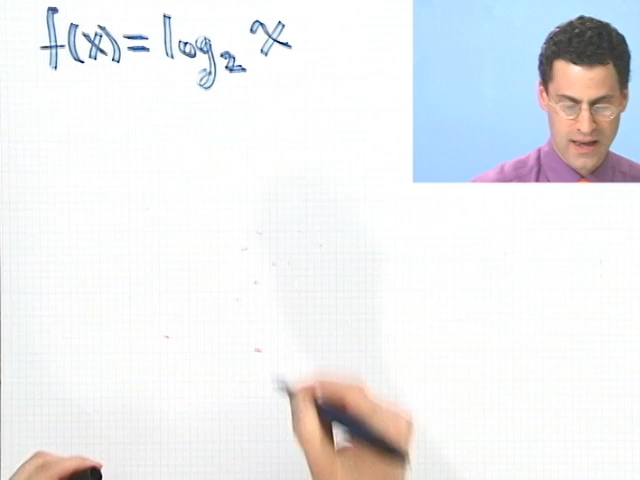 f(x) = log₂ x